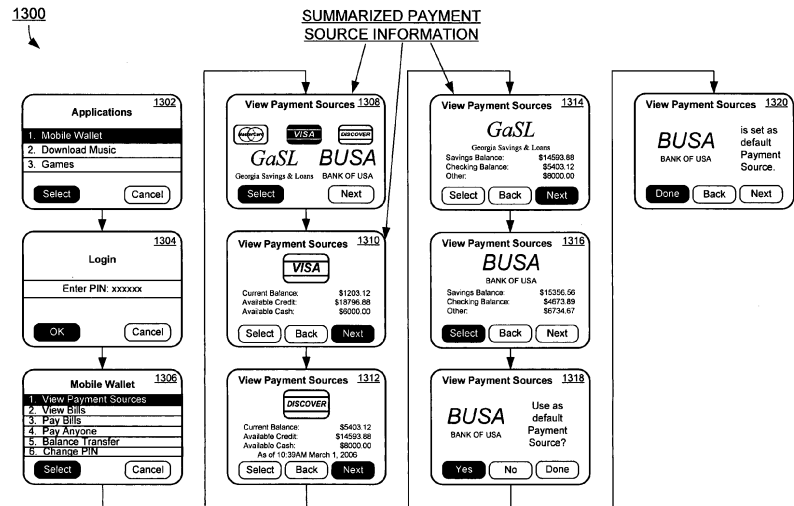 1300
SUMMARIZED PAYMENT
SOURCE INFORMATION
1302
Applications
1. Mobile Wallet
2. Download Music
3. Games
Select Cancel
1304
Login
Enter PIN: xxxxxx
OK Cancel
1306
Mobile Wallet
1. View Payment Sources
2. View Bills
3. Pay Bills
4. Pay Anyone
5. Balance Transfer
6. Change PIN
Select Cancel
View Payment Sources 1308
VISA DISCOVER
GaSL BUSA
Georgia Savings & Loans BANK OF USA
Select Next
1310
View Payment Sources
VISA
Current Balance: $1203.12
Available Credit: $18796.88
Available Cash: $6000.00
Select Back Next
View Payment Sources 1312
DISCOVER
Current Balance: $5403.12
Available Credit: $14593.88
Available Cash: $8000.00
As of 10:39AM March 1, 2006
Select Back Next
View Payment Sources 1314
GaSL
Georgia Savings & Loans
Savings Balance: $14593.88
Checking Balance: $5403.12
Other: $8000.00
Select Back Next
View Payment Sources 1316
BUSA
BANK OF USA
Savings Balance: $15356.56
Checking Balance: $4673.89
Other: $6734.67
Select Back Next
View Payment Sources 1318
BUSA
BANK OF USA
Use as
default
Payment
Source?
Yes No Done
View Payment Sources 1320
BUSA
BANK OF USA
is set as
default
Payment
Source.
Done Back Next